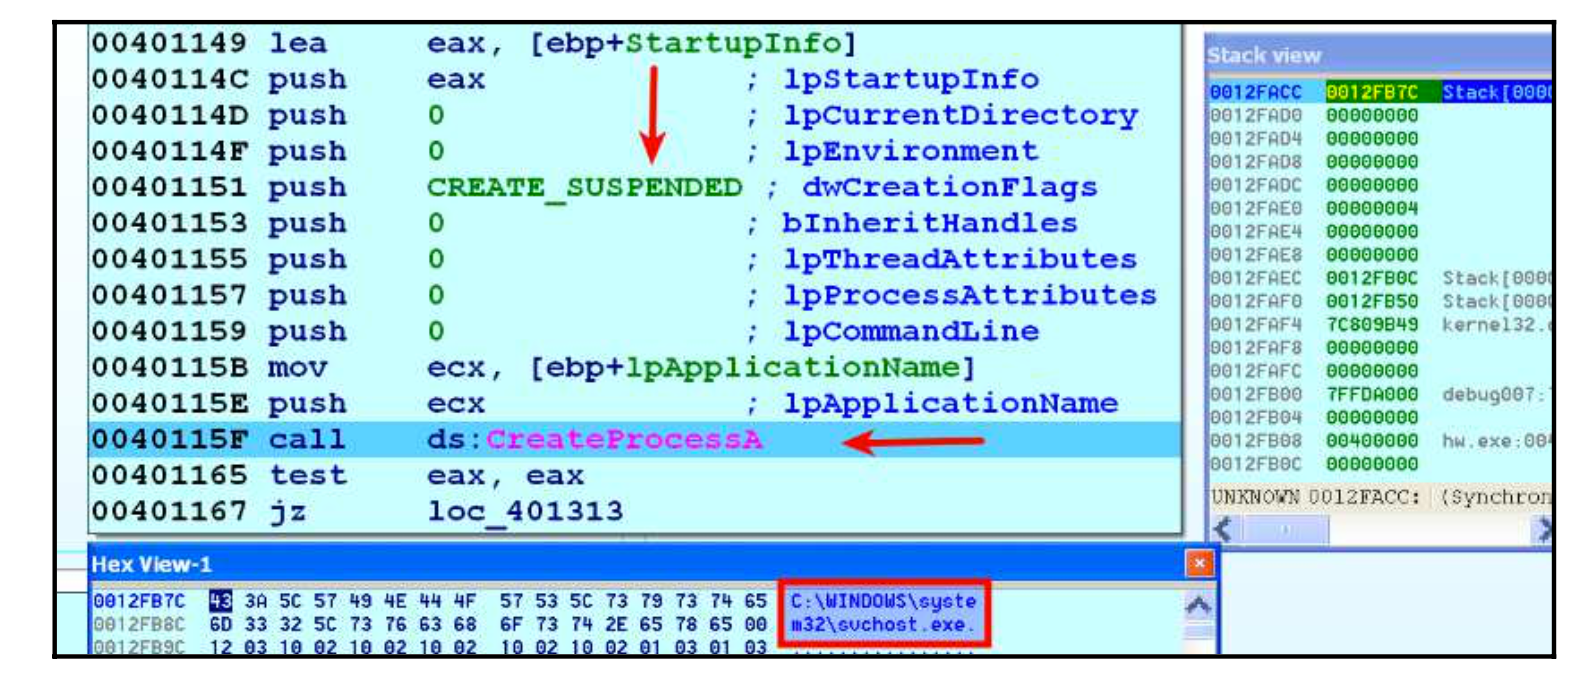 00401149 lea eax, [ebp+StartupInfo]
0040114C push eax ; lpStartupInfo
0040114D push 0 ; lpCurrentDirectory
0040114F push 0 ; lpEnvironment
00401151 push CREATE_SUSPENDED ; dwCreationFlags
00401153 push 0 ; bInheritHandles
00401155 push 0 ; lpThreadAttributes
00401157 push 0 ; lpProcessAttributes
00401159 push 0 ; lpCommandLine
0040115B mov ecx, [ebp+lpApplicationName]
0040115E push ecx ; lpApplicationName
0040115F call ds:CreateProcessA
00401165 test eax, eax
00401167 jz loc_401313
Stack view
0012FACC 0012FB7C Stack[000
0012FAD0 00000000
0012FAD4 00000000
0012FAD8 00000000
0012FADC 00000000
0012FAE0 00000004
0012FAE4 00000000
0012FAE8 00000000
0012FAEC 0012FB0C Stack[000
0012FAF0 0012FB50 Stack[000
0012FAF4 7C809B49 kernel32.
0012FAF8 00000000
0012FAFC 00000000
0012FB00 7FFDA000 debug007:
0012FB04 00000000
0012FB08 00400000 hw.exe:00
0012FB0C 00000000
UNKNOWN 0012FACC: (Synchron
Hex View-1
0012FB7C 43 3A 5C 57 49 4E 44 4F 57 53 5C 73 79 73 74 65 C:\WINDOWS\syste
0012FB8C 6D 33 32 5C 73 76 63 68 6F 73 74 2E 65 78 65 00 m32\svchost.exe.
0012FB9C 12 03 10 02 10 02 10 02 10 02 10 02 01 03 01 03 ................